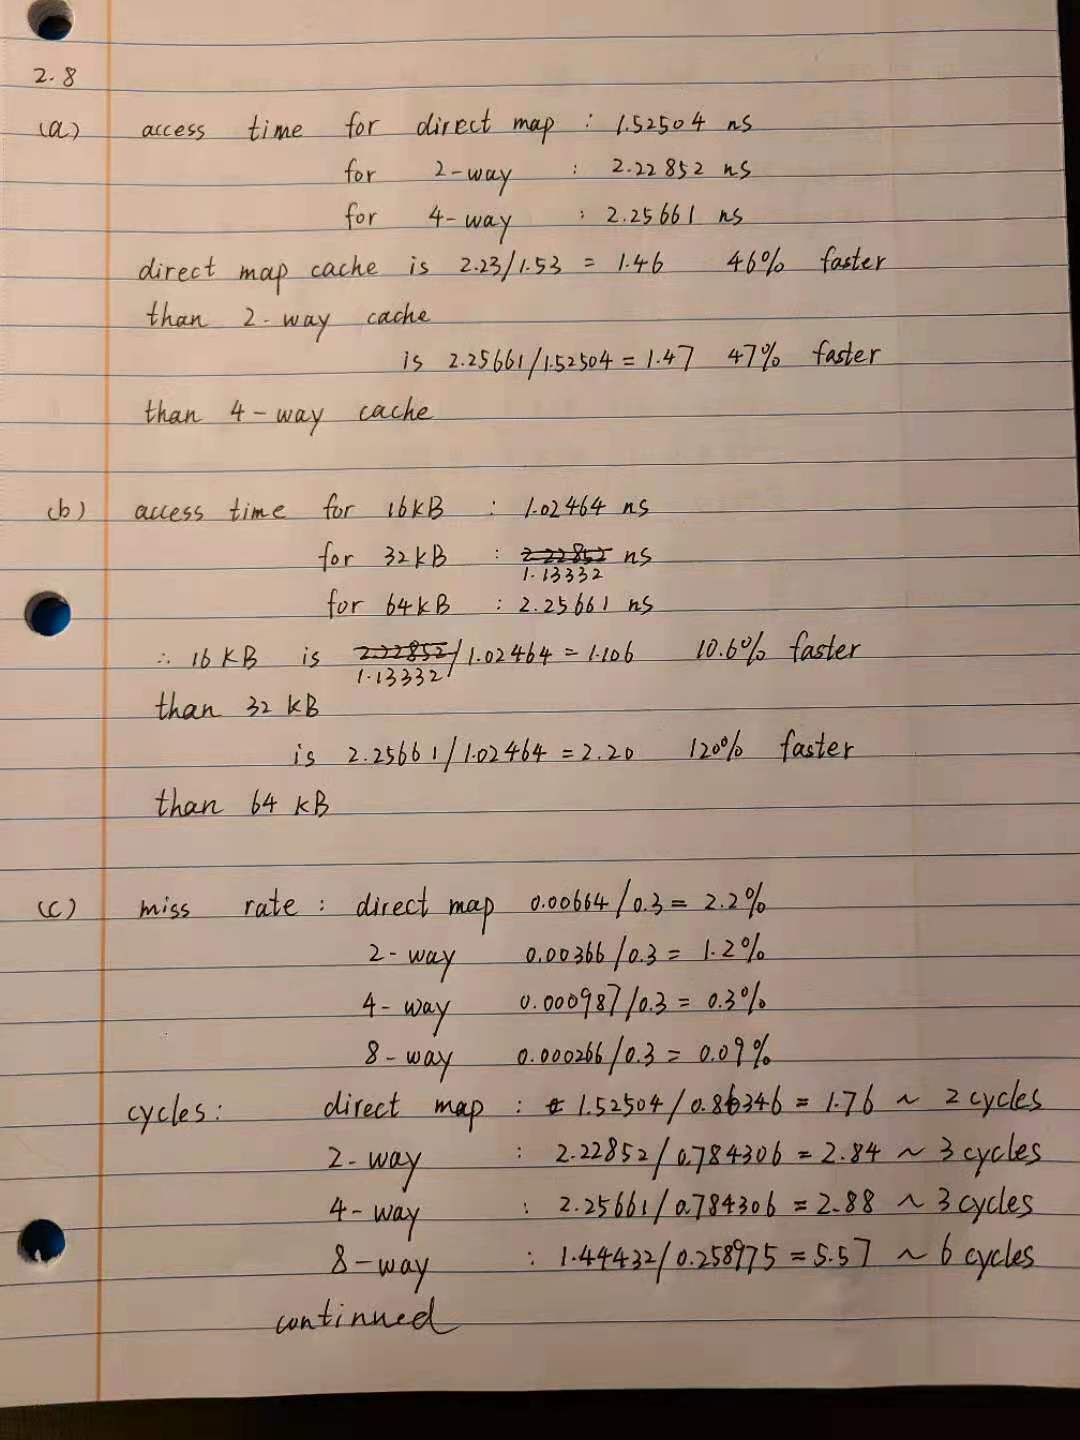 2.8
(a) access time for direct map : 1.52504 ns
for 2-way : 2.22852 ns
for 4-way : 2.25661 ns
direct map cache is 2.23/1.53 = 1.46 46% faster
than 2-way cache
is 2.25661/1.52504 = 1.47 47% faster
than 4-way cache
(b) access time for 16KB : 1.02464 ns
for 32KB : 2.22852 ns
1.13332
for 64KB : 2.25661 ns
∴ 16KB is 2.22852/1.02464 = 1.106 10.6% faster
1.13332
than 32 KB
is 2.25661/1.02464 = 2.20 120% faster
than 64 KB
(c) miss rate : direct map 0.00664/0.3 = 2.2%
2-way 0.00366/0.3 = 1.2%
4-way 0.000987/0.3 = 0.3%
8-way 0.000266/0.3 = 0.09%
cycles: direct map : 1.52504/0.86346 = 1.76 ~ 2 cycles
2-way : 2.22852/0.784306 = 2.84 ~ 3 cycles
4-way : 2.25661/0.784306 = 2.88 ~ 3 cycles
8-way : 1.44432/0.258975 = 5.57 ~ 6 cycles
continued